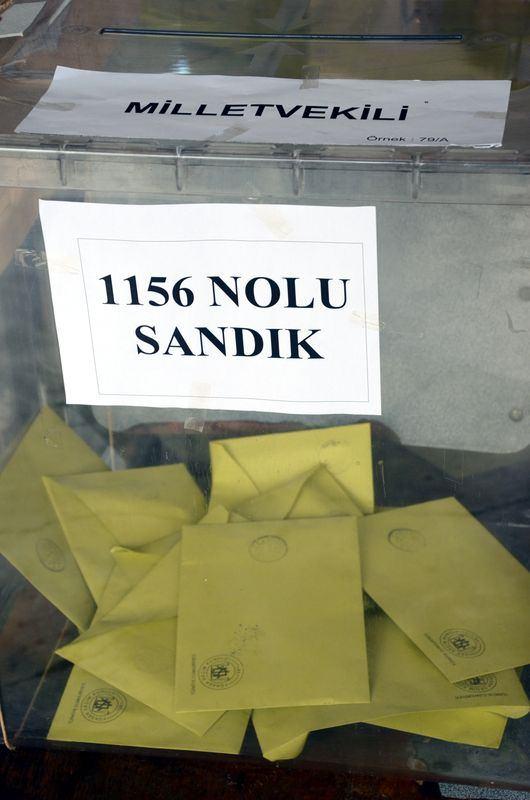 MİLLETVEKİLİ
Örnek : 79/A
1156 NOLU
SANDIK